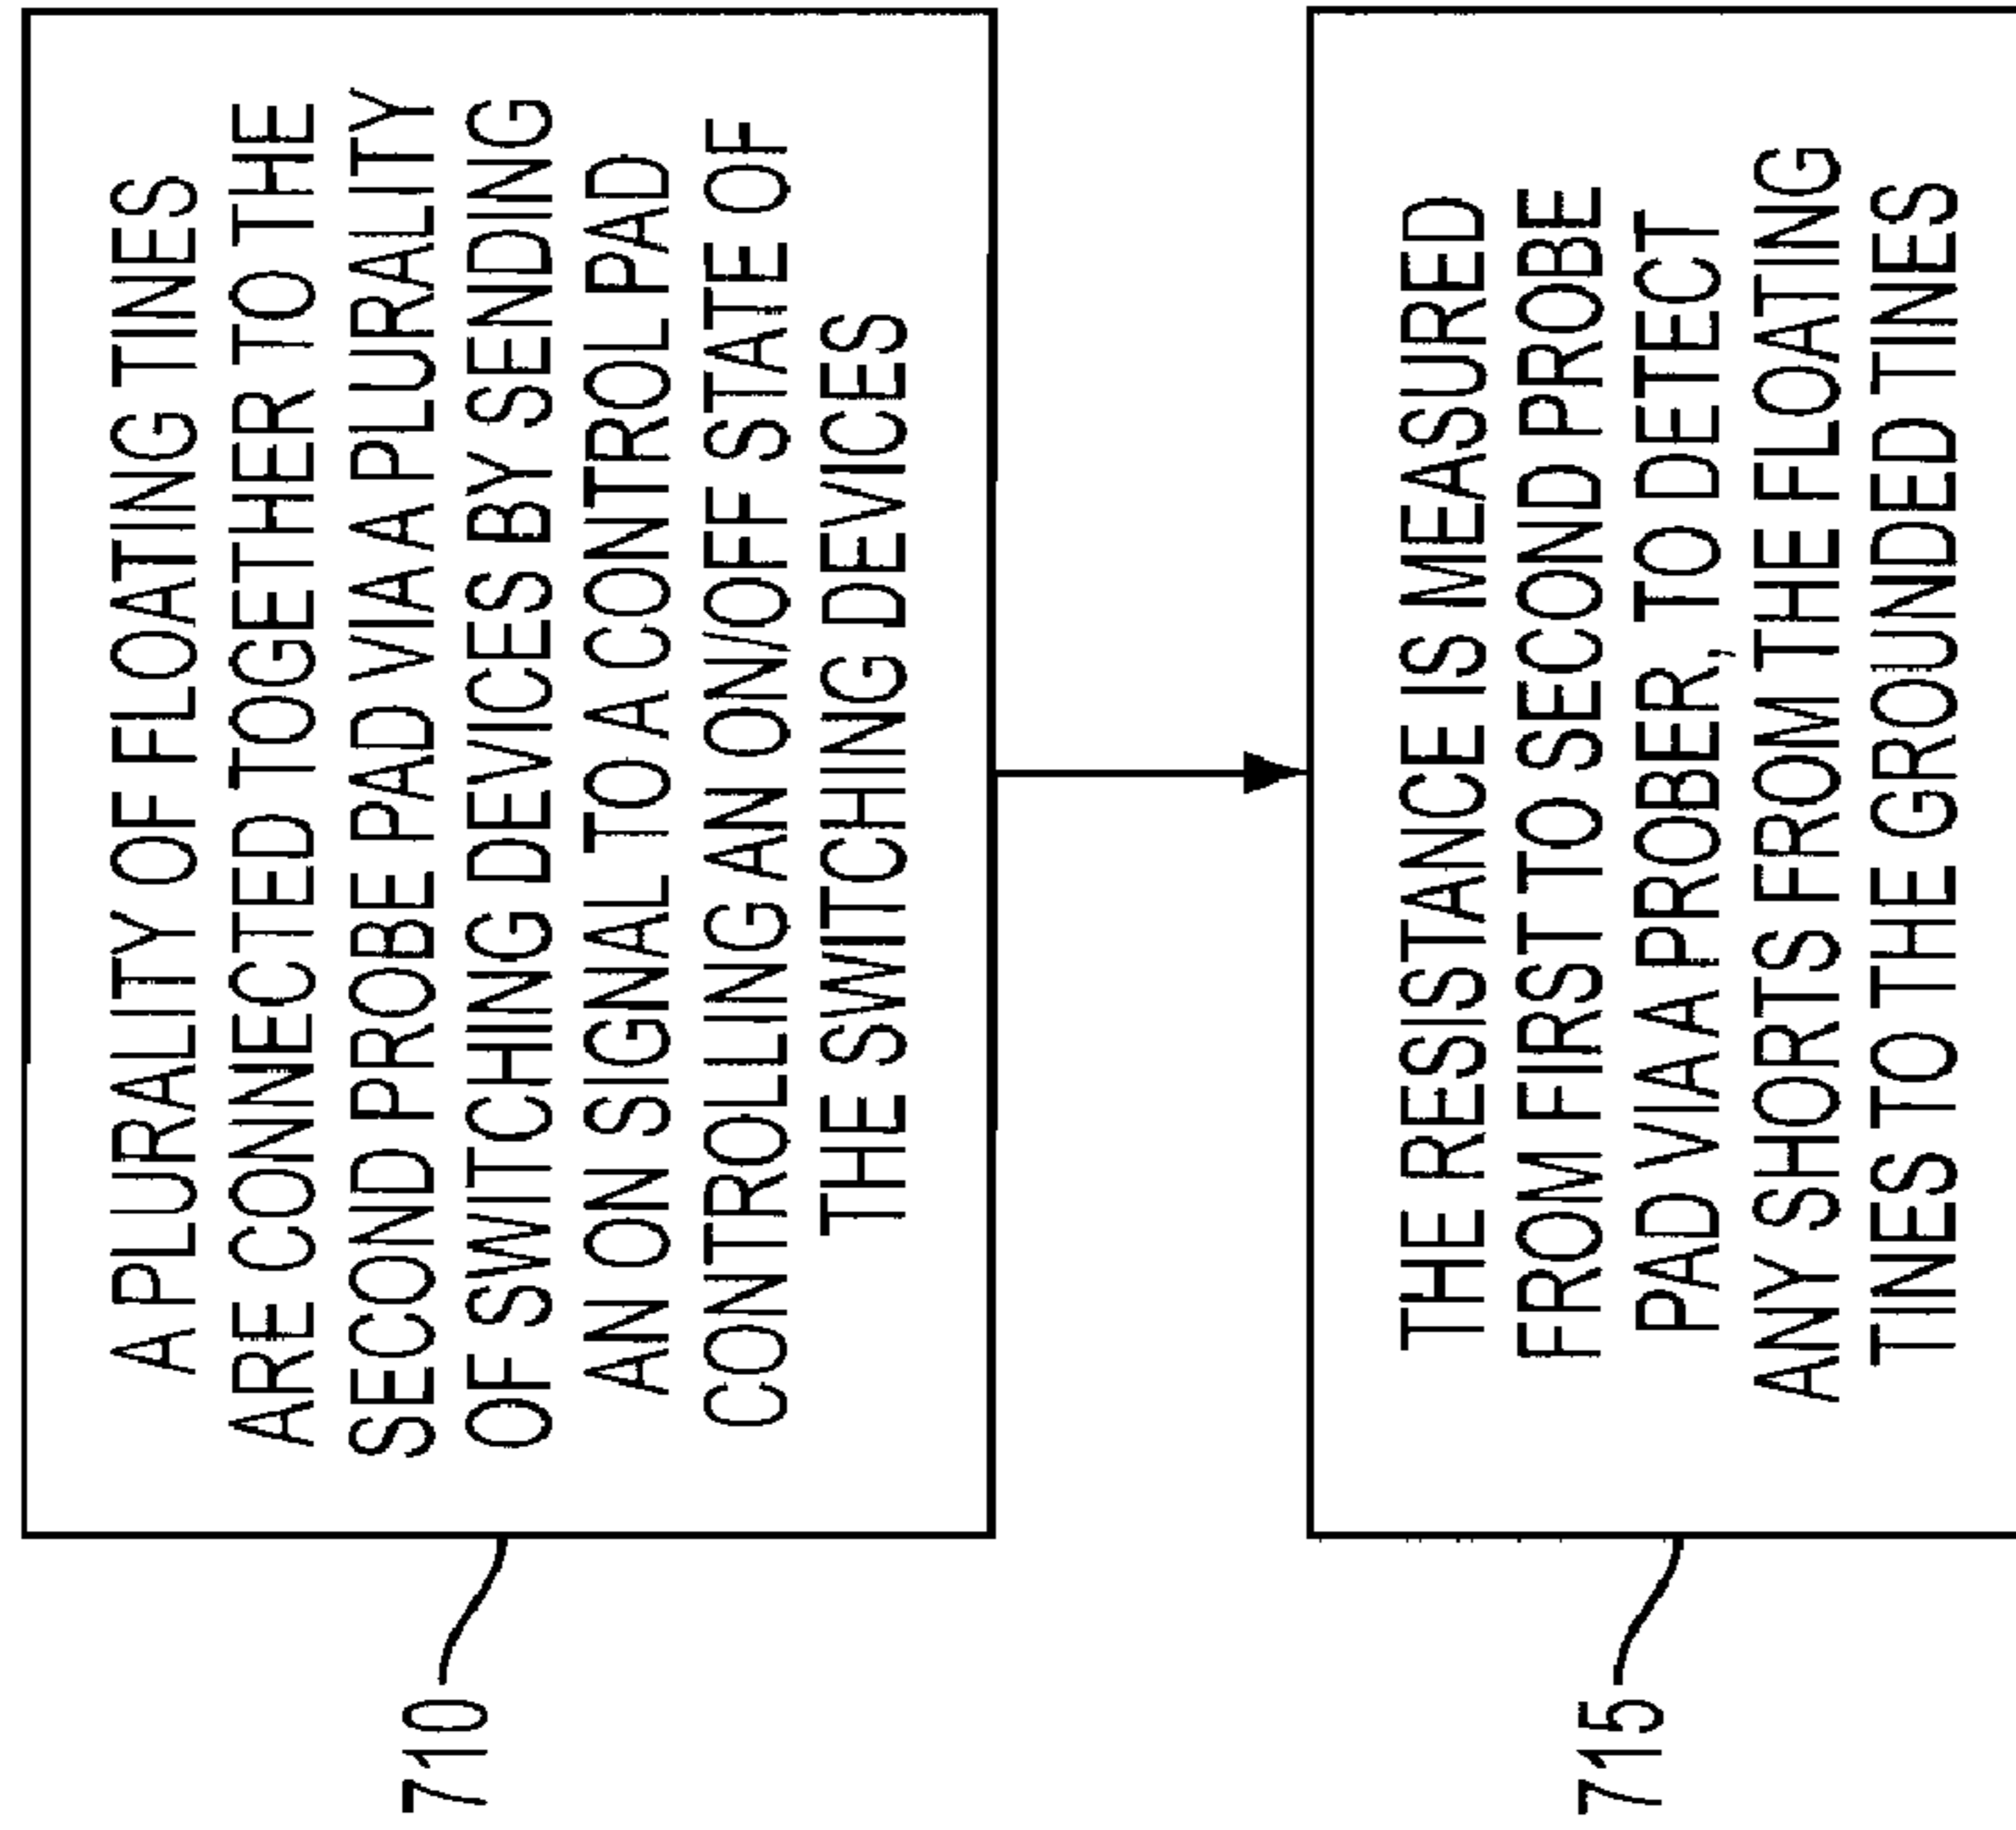 A PLURALITY OF FLOATING TINES
ARE CONNECTED TOGETHER TO THE
SECOND PROBE PAD VIA A PLURALITY
OF SWITCHING DEVICES BY SENDING
AN ON SIGNAL TO A CONTROL PAD
CONTROLLING AN ON/OFF STATE OF
THE SWITCHING DEVICES
710
THE RESISTANCE IS MEASURED
FROM FIRST TO SECOND PROBE
PAD VIA A PROBER, TO DETECT
ANY SHORTS FROM THE FLOATING
TINES TO THE GROUNDED TINES
715